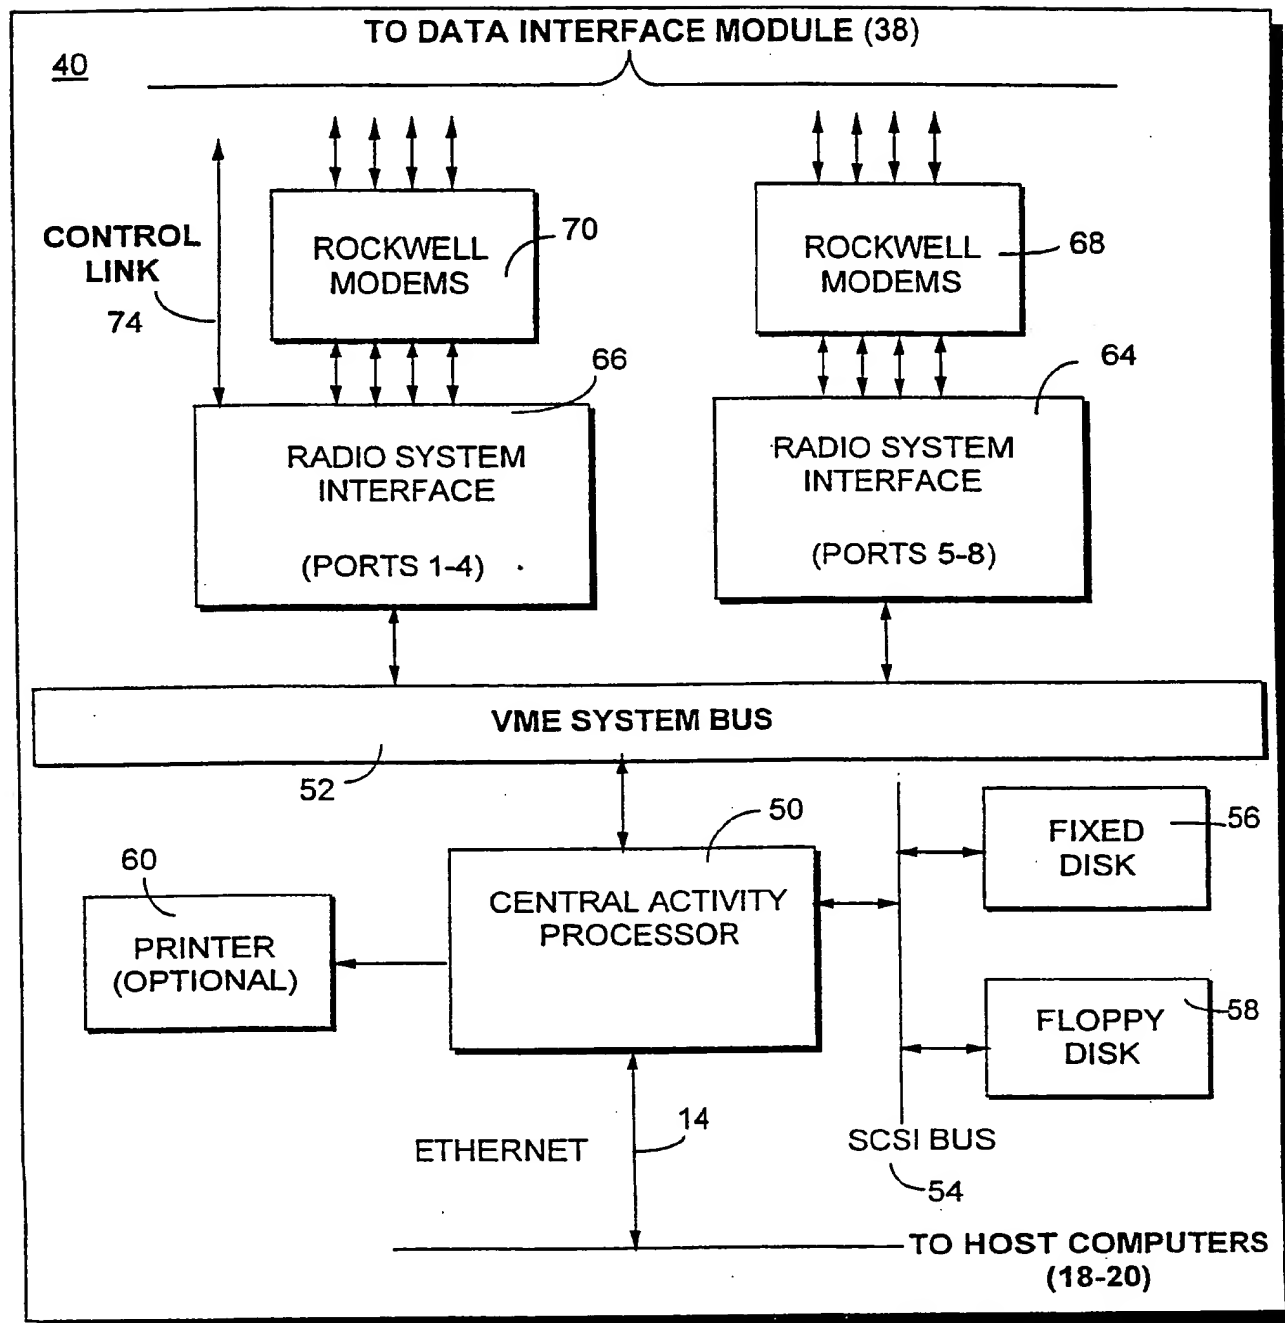 TO DATA INTERFACE MODULE (38)
40
CONTROL
LINK
74
ROCKWELL
MODEMS
70
ROCKWELL
MODEMS
68
66
RADIO SYSTEM
INTERFACE
(PORTS 1-4)
64
RADIO SYSTEM
INTERFACE
(PORTS 5-8)
VME SYSTEM BUS
52
50
CENTRAL ACTIVITY
PROCESSOR
60
PRINTER
(OPTIONAL)
FIXED
DISK
56
FLOPPY
DISK
58
ETHERNET
14
SCSI BUS
54
TO HOST COMPUTERS
(18-20)